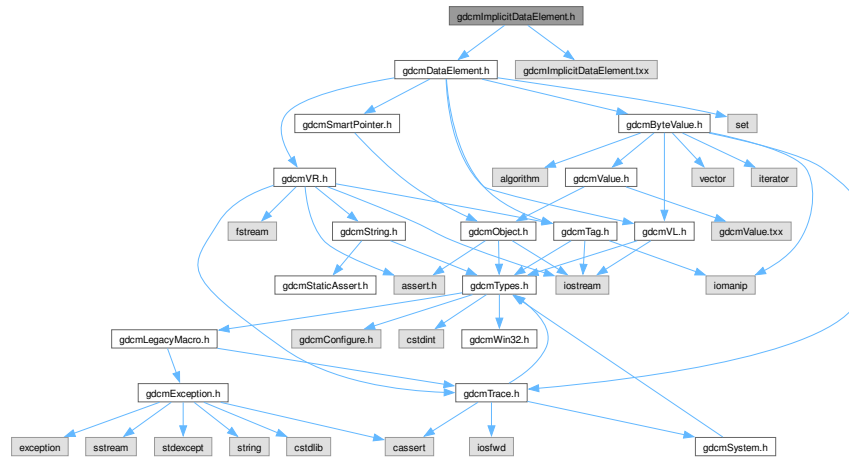 gdcmImplicitDataElement.h
gdcmDataElement.h
gdcmImplicitDataElement.txx
gdcmSmartPointer.h
gdcmByteValue.h
set
gdcmVR.h
algorithm
gdcmValue.h
vector
iterator
fstream
gdcmString.h
gdcmObject.h
gdcmTag.h
gdcmVL.h
gdcmValue.txx
gdcmStaticAssert.h
assert.h
gdcmTypes.h
iostream
iomanip
gdcmLegacyMacro.h
gdcmConfigure.h
cstdint
gdcmWin32.h
gdcmException.h
gdcmTrace.h
exception
sstream
stdexcept
string
cstdlib
cassert
iosfwd
gdcmSystem.h